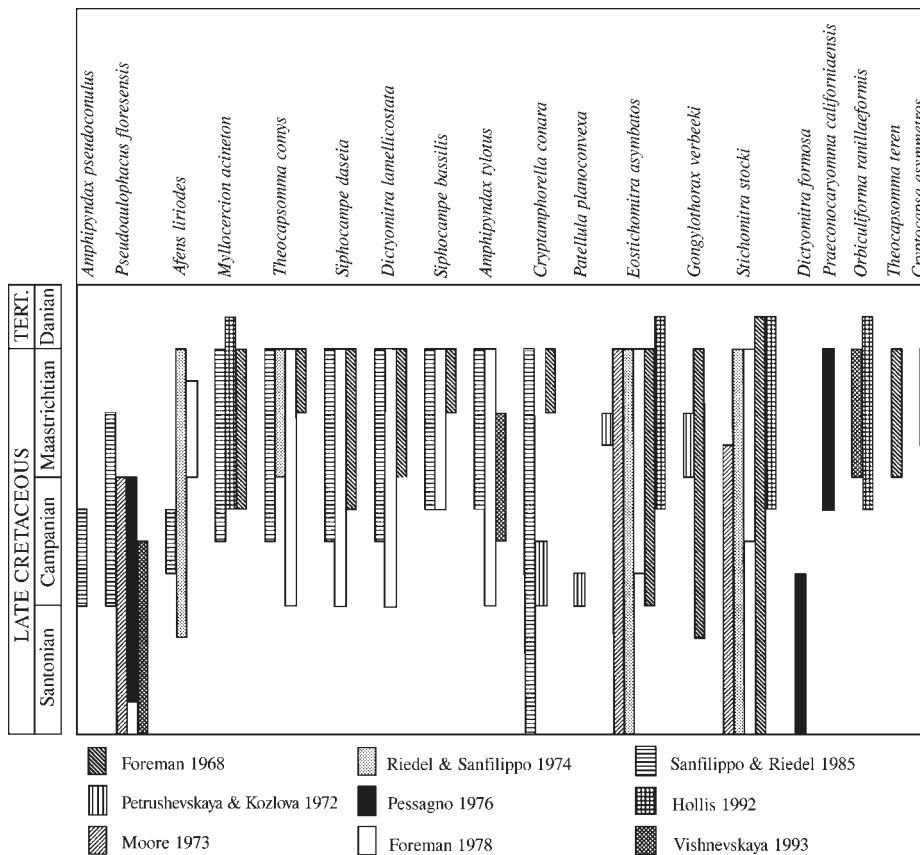 Amphipyndax pseudoconulus
Pseudoaulophacus floresensis
Afens liriodes
Myllocercion acineton
Theocapsomma comys
Siphocampe daseia
Dictyomitra lamellicostata
Siphocampe bassilis
Amphipyndax tylotus
Cryptamphorella conara
Patellula planoconvexa
Eostichomitra asymbatos
Gongylothorax verbeeki
Stichomitra stocki
Dictyomitra formosa
Praeconocaryomma californiaensis
Orbiculiforma ranillaeformis
Theocapsomma teren
LATE CRETACEOUS
TERT.
Danian
Maastrichtian
Campanian
Santonian
Foreman 1968
Riedel & Sanfilippo 1974
Sanfilippo & Riedel 1985
Petrushevskaya & Kozlova 1972
Pessagno 1976
Hollis 1992
Moore 1973
Foreman 1978
Vishnevskaya 1993